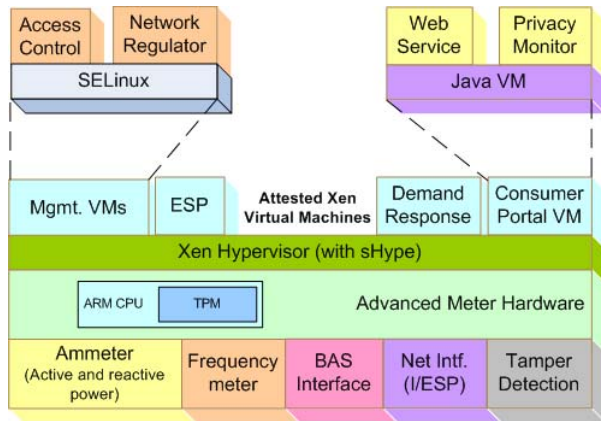 Access
Control
Network
Regulator
SELinux
Web
Service
Privacy
Monitor
Java VM
Mgmt. VMs
ESP
Attested Xen
Virtual Machines
Demand
Response
Consumer
Portal VM
Xen Hypervisor (with sHype)
ARM CPU
TPM
Advanced Meter Hardware
Ammeter
(Active and reactive
power)
Frequency
meter
BAS
Interface
Net Intf.
(I/ESP)
Tamper
Detection